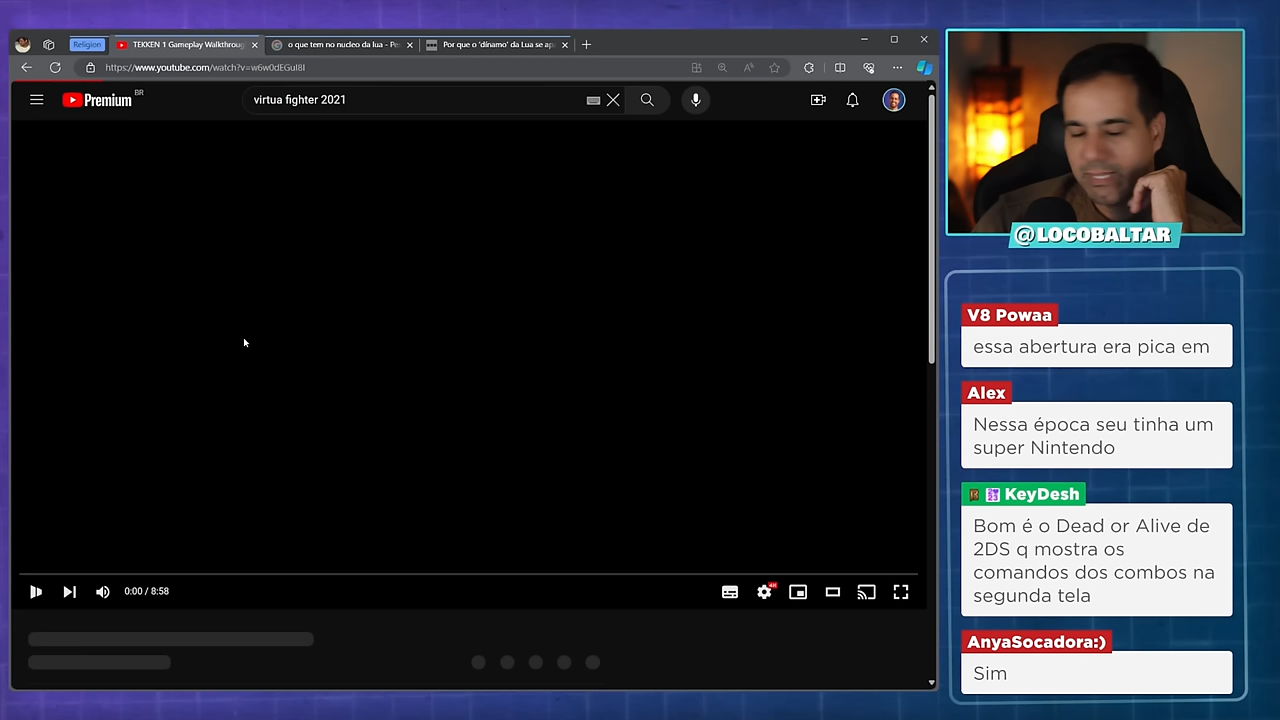 Religion
TEKKEN 1 Gameplay Walkthroug
o que tem no nucleo da lua - Pe
Por que o 'dínamo' da Lua se ap
https://www.youtube.com/watch?v=w6w0dEGuI8I
Premium BR
virtua fighter 2021
0:00 / 8:58
@LOCOBALTAR
V8 Powaa
essa abertura era pica em
Alex
Nessa época seu tinha um
super Nintendo
KeyDesh
Bom é o Dead or Alive de
2DS q mostra os
comandos dos combos na
segunda tela
AnyaSocadora:)
Sim